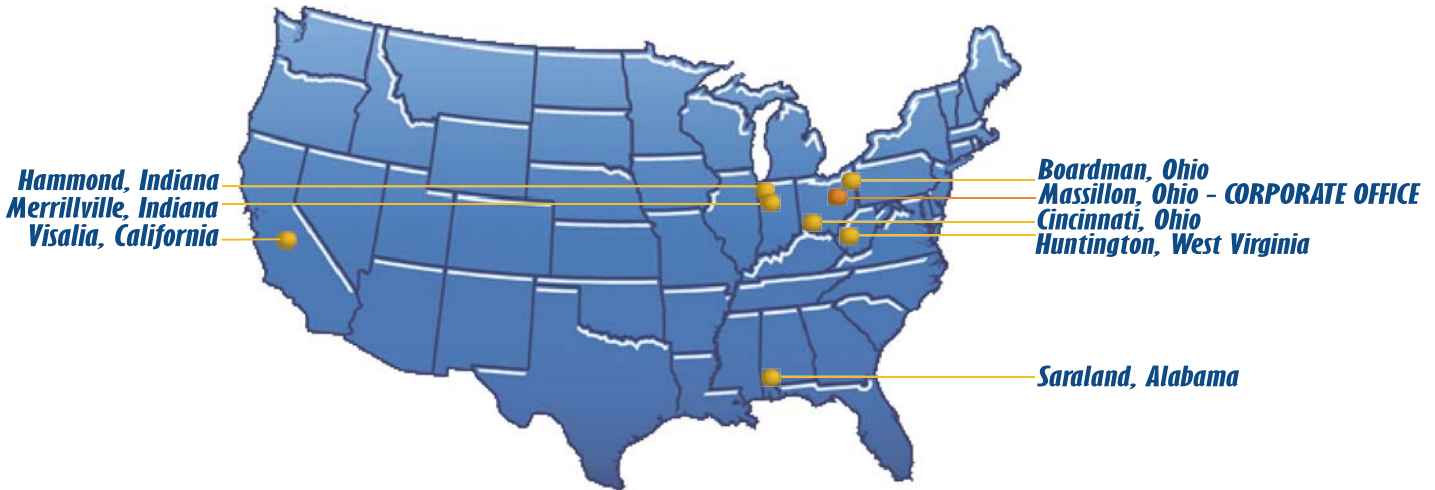 Hammond, Indiana
Merrillville, Indiana
Visalia, California
Boardman, Ohio
Massillon, Ohio – CORPORATE OFFICE
Cincinnati, Ohio
Huntington, West Virginia
Saraland, Alabama